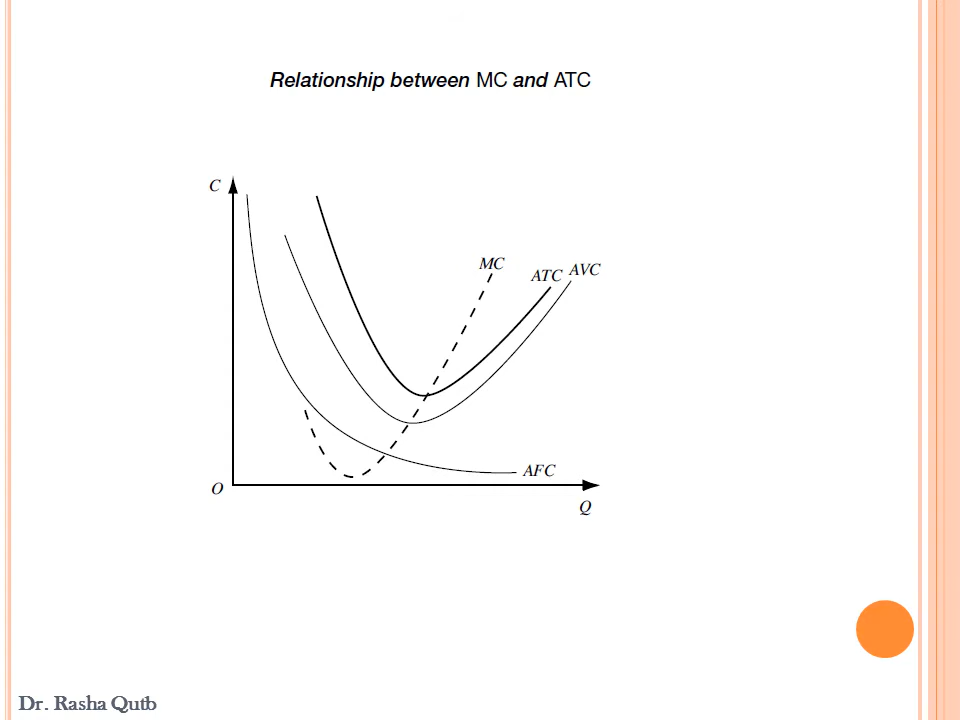 Relationship between MC and ATC
C
MC
ATC AVC
AFC
O
Q
Dr. Rasha Qutb